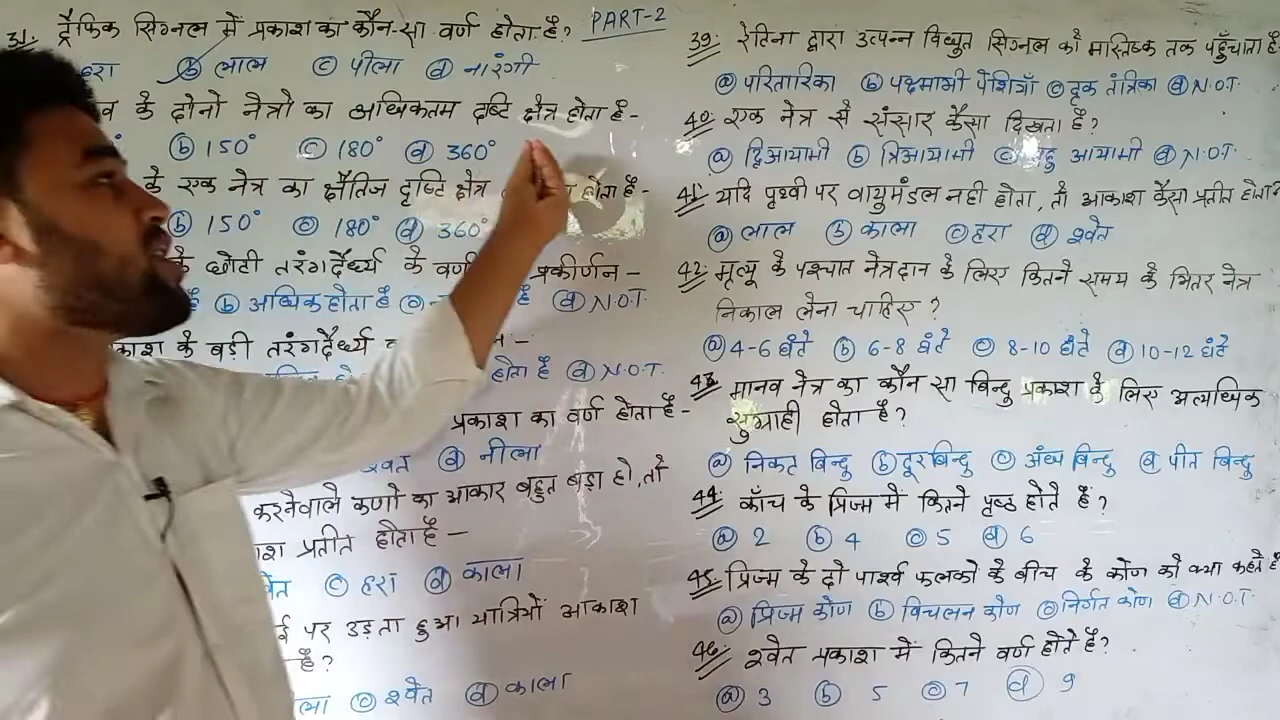 31. ट्रैफिक सिग्नल में प्रकाश का कौन-सा वर्ण होता है? PART-2
हरा (b) लाल (c) पीला (d) नारंगी
व के दोनो नेत्रो का अधिकतम दृष्टि क्षेत्र होता है-
(b) 150° (c) 180° (d) 360°
के एक नेत्र का क्षैतिज दृष्टि क्षेत्र होता है-
(b) 150° (c) 180° (d) 360°
के छोटी तरंगदैर्ध्य के वर्ण प्रकीर्णन-
है (b) अधिक होता है (c) है (d) N.O.T.
काश के बड़ी तरंगदैर्ध्य
होता है (d) N.O.T.
प्रकाश का वर्ण होता है-
श्वेत (d) नीला
करनेवाले कणो का आकार बहुत बड़ा हो, तो
श प्रतीत होता है-
वेत (c) हरा (d) काला
ई पर उड़ता हुआ यात्रियों आकाश
है?
ला (c) श्वेत (d) काला
39. रेटिना द्वारा उत्पन्न विद्युत सिग्नल को मास्तिष्क तक पहुँचाता है-
(a) परितारिका (b) पक्ष्माभी पेशियाँ (c) दृक तंत्रिका (d) N.O.T.
40. एक नेत्र से संसार कैसा दिखता है?
(a) द्विआयामी (b) त्रिआयामी (c) बहु आयामी (d) N.O.T.
41. यदि पृथ्वी पर वायुमंडल नही होता, तो आकाश कैसा प्रतीत होता
(a) लाल (b) काला (c) हरा (d) श्वेत
42. मृत्यू के पश्चात नेत्रदान के लिए कितने समय के भितर नेत्र
निकाल लेना चाहिए?
(a) 4-6 घंटे (b) 6-8 घंटे (c) 8-10 घंटे (d) 10-12 घंटे
43. मानव नेत्र का कौन सा बिन्दु प्रकाश के लिए अत्यधिक
सुग्राही होता है?
(a) निकट बिन्दु (b) दूर बिन्दु (c) अंध बिन्दु (d) पीत बिन्दु
44. काँच के प्रिज्म में कितने पृष्ठ होते हैं?
(a) 2 (b) 4 (c) 5 (d) 6
45. प्रिज्म के दो पार्श्व फलको के बीच के कोण को क्या कहते है
(a) प्रिज्म कोण (b) विचलन कोण (c) निर्गत कोण (d) N.O.T.
46. श्वेत प्रकाश में कितने वर्ण होते है?
(a) 3 (b) 5 (c) 7 (d) 9